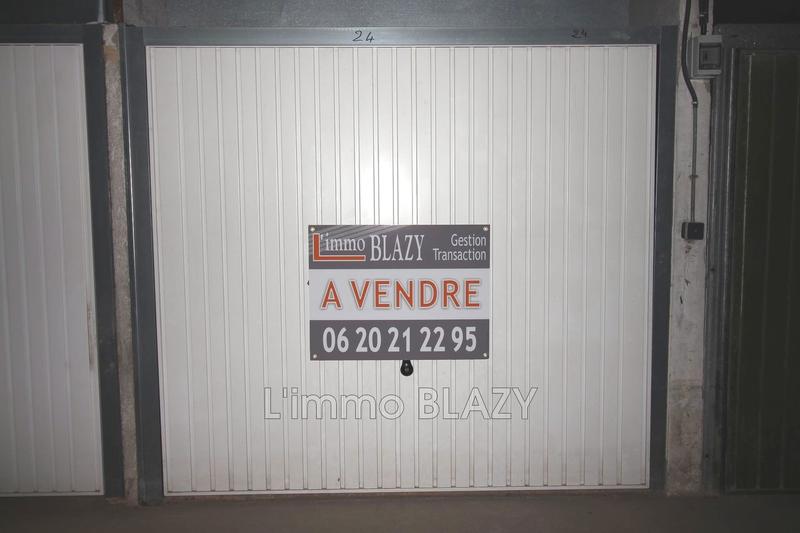 24 24
L'immo BLAZY Gestion
Transaction
A VENDRE
06 20 21 22 95
L'immo BLAZY